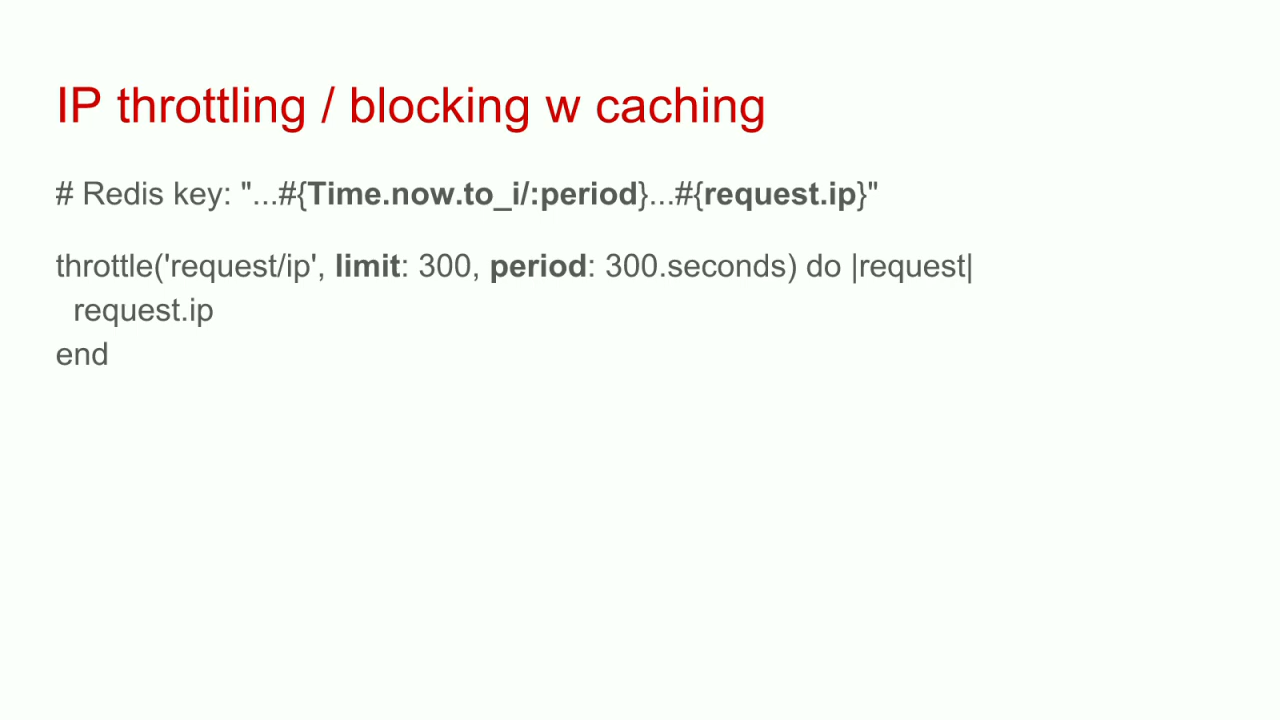 IP throttling / blocking w caching
# Redis key: "...#{Time.now.to_i/:period}...#{request.ip}"
throttle('request/ip', limit: 300, period: 300.seconds) do |request|
request.ip
end